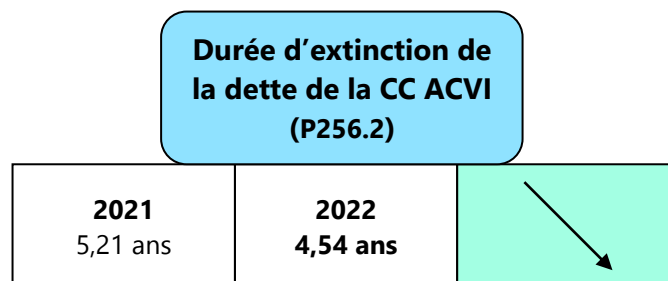 Durée d’extinction de
la dette de la CC ACVI
(P256.2)
2021
5,21 ans
2022
4,54 ans